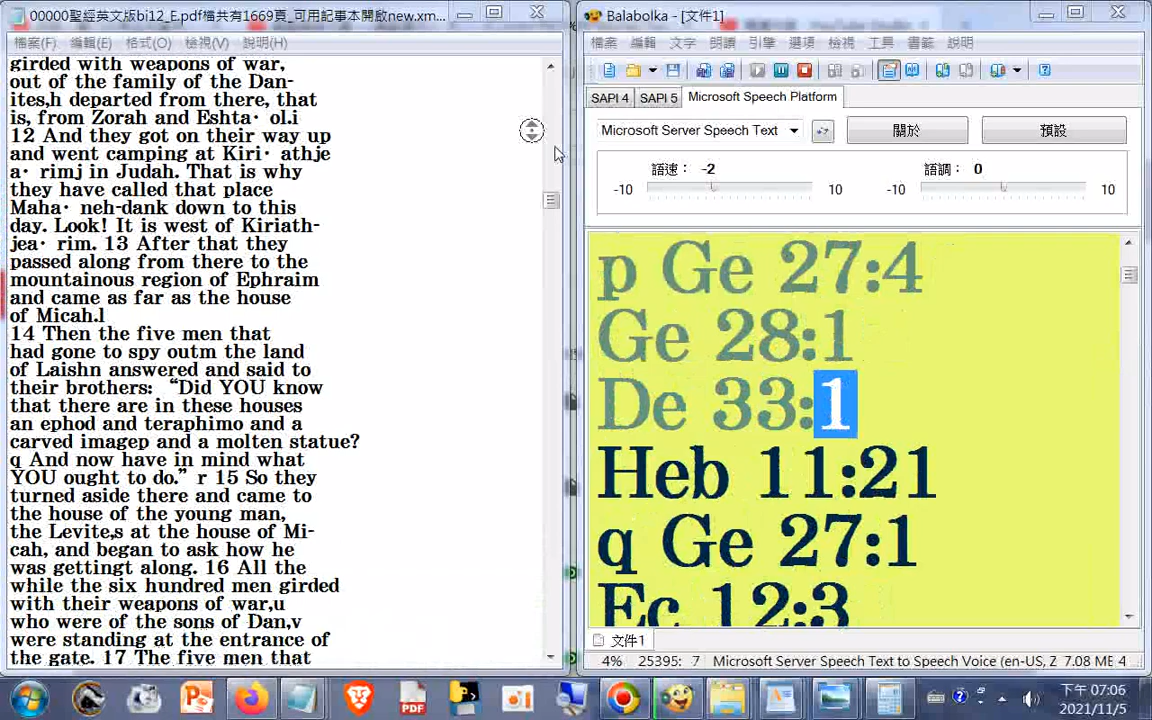 00000聖經英文版bi12_E.pdf檔共有1669頁_可用記事本開啟new.xm...
檔案(F) 編輯(E) 格式(O) 檢視(V) 說明(H)
girded with weapons of war,
out of the family of the Dan-
ites,h departed from there, that
is, from Zorah and Eshta· ol.i
12 And they got on their way up
and went camping at Kiri· athje
a· rimj in Judah. That is why
they have called that place
Maha· neh-dank down to this
day. Look! It is west of Kiriath-
jea· rim. 13 After that they
passed along from there to the
mountainous region of Ephraim
and came as far as the house
of Micah.l
14 Then the five men that
had gone to spy outm the land
of Laishn answered and said to
their brothers: “Did YOU know
that there are in these houses
an ephod and teraphimo and a
carved imagep and a molten statue?
q And now have in mind what
YOU ought to do.” r 15 So they
turned aside there and came to
the house of the young man,
the Levite,s at the house of Mi-
cah, and began to ask how he
was gettingt along. 16 All the
while the six hundred men girded
with their weapons of war,u
who were of the sons of Dan,v
were standing at the entrance of
the gate. 17 The five men that
Balabolka - [文件1]
檔案 編輯 文字 朗讀 引擎 選項 檢視 工具 書籤 說明
SAPI 4 SAPI 5 Microsoft Speech Platform
Microsoft Server Speech Text 關於 預設
語速: -2 語調: 0
-10 10 -10 10
p Ge 27:4
Ge 28:1
De 33:1
Heb 11:21
q Ge 27:1
Ec 12:3
文件1
4% 25395: 7 Microsoft Server Speech Text to Speech Voice (en-US, Z 7.08 ME 4
PDF
下午 07:06
2021/11/5